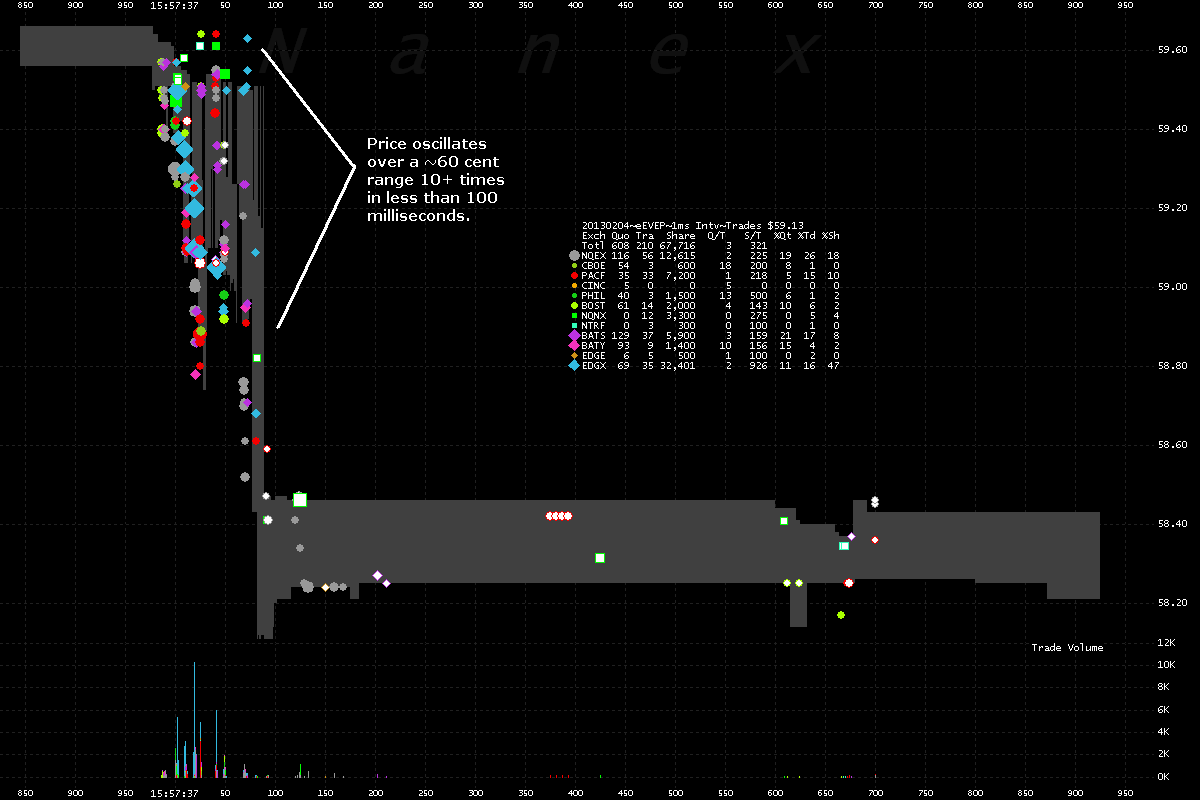 850 900 950 15:57:37 50 100 150 200 250 300 350 400 450 500 550 600 650 700 750 800 850 900 950
N a n e x
59.60
59.40
Price oscillates
over a ~60 cent
range 10+ times
in less than 100
milliseconds.
59.20
20130204~eEVEP~1ms Intv~Trades $59.13
Exch Quo Tra Share Q/T S/T %Qt %Td %Sh
Totl 608 210 67,716 3 321
NQEX 116 56 12,615 2 225 19 26 18
CBOE 54 3 600 18 200 8 1 0
PACF 35 33 7,200 1 218 5 15 10
CINC 5 0 0 5 0 0 0 0
PHIL 40 3 1,500 13 500 6 1 2
BOST 61 14 2,000 4 143 10 6 2
NQNX 0 12 3,300 0 275 0 5 4
NTRF 0 3 300 0 100 0 1 0
BATS 129 37 5,900 3 159 21 17 8
BATY 93 9 1,400 10 156 15 4 2
EDGE 6 5 500 1 100 0 2 0
EDGX 69 35 32,401 2 926 11 16 47
59.00
58.80
58.60
58.40
58.20
Trade Volume
12K
10K
8K
6K
4K
2K
0K
850 900 950 15:57:37 50 100 150 200 250 300 350 400 450 500 550 600 650 700 750 800 850 900 950